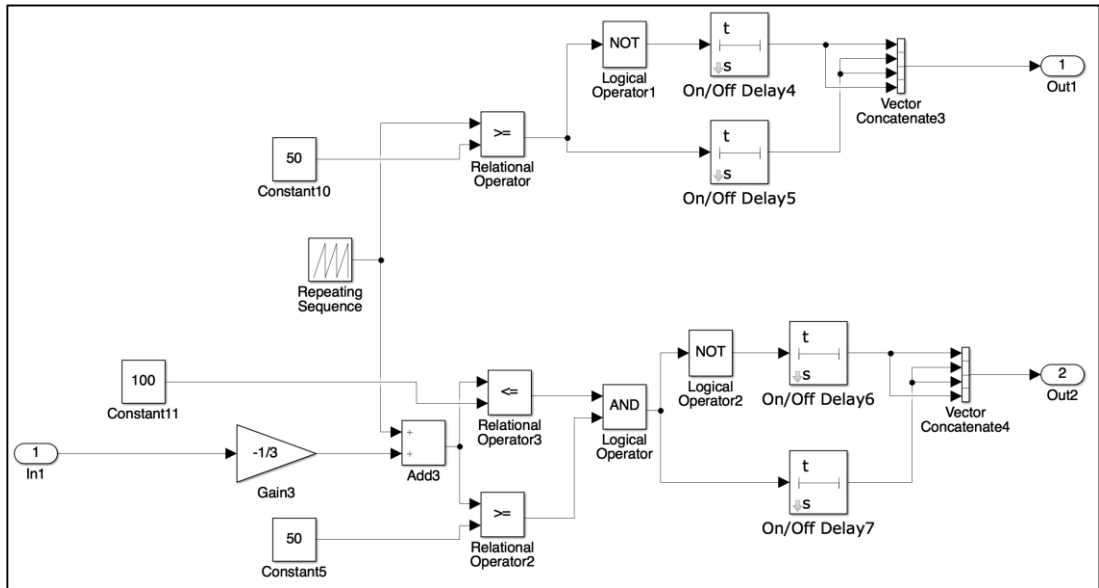 NOT
Logical
Operator1
t
s
On/Off Delay4
Vector
Concatenate3
1
Out1
>=
Relational
Operator
50
Constant10
t
s
On/Off Delay5
Repeating
Sequence
100
Constant11
1
In1
-1/3
Gain3
+
+
Add3
<=
Relational
Operator3
AND
Logical
Operator
NOT
Logical
Operator2
t
s
On/Off Delay6
Vector
Concatenate4
2
Out2
50
Constant5
>=
Relational
Operator2
t
s
On/Off Delay7